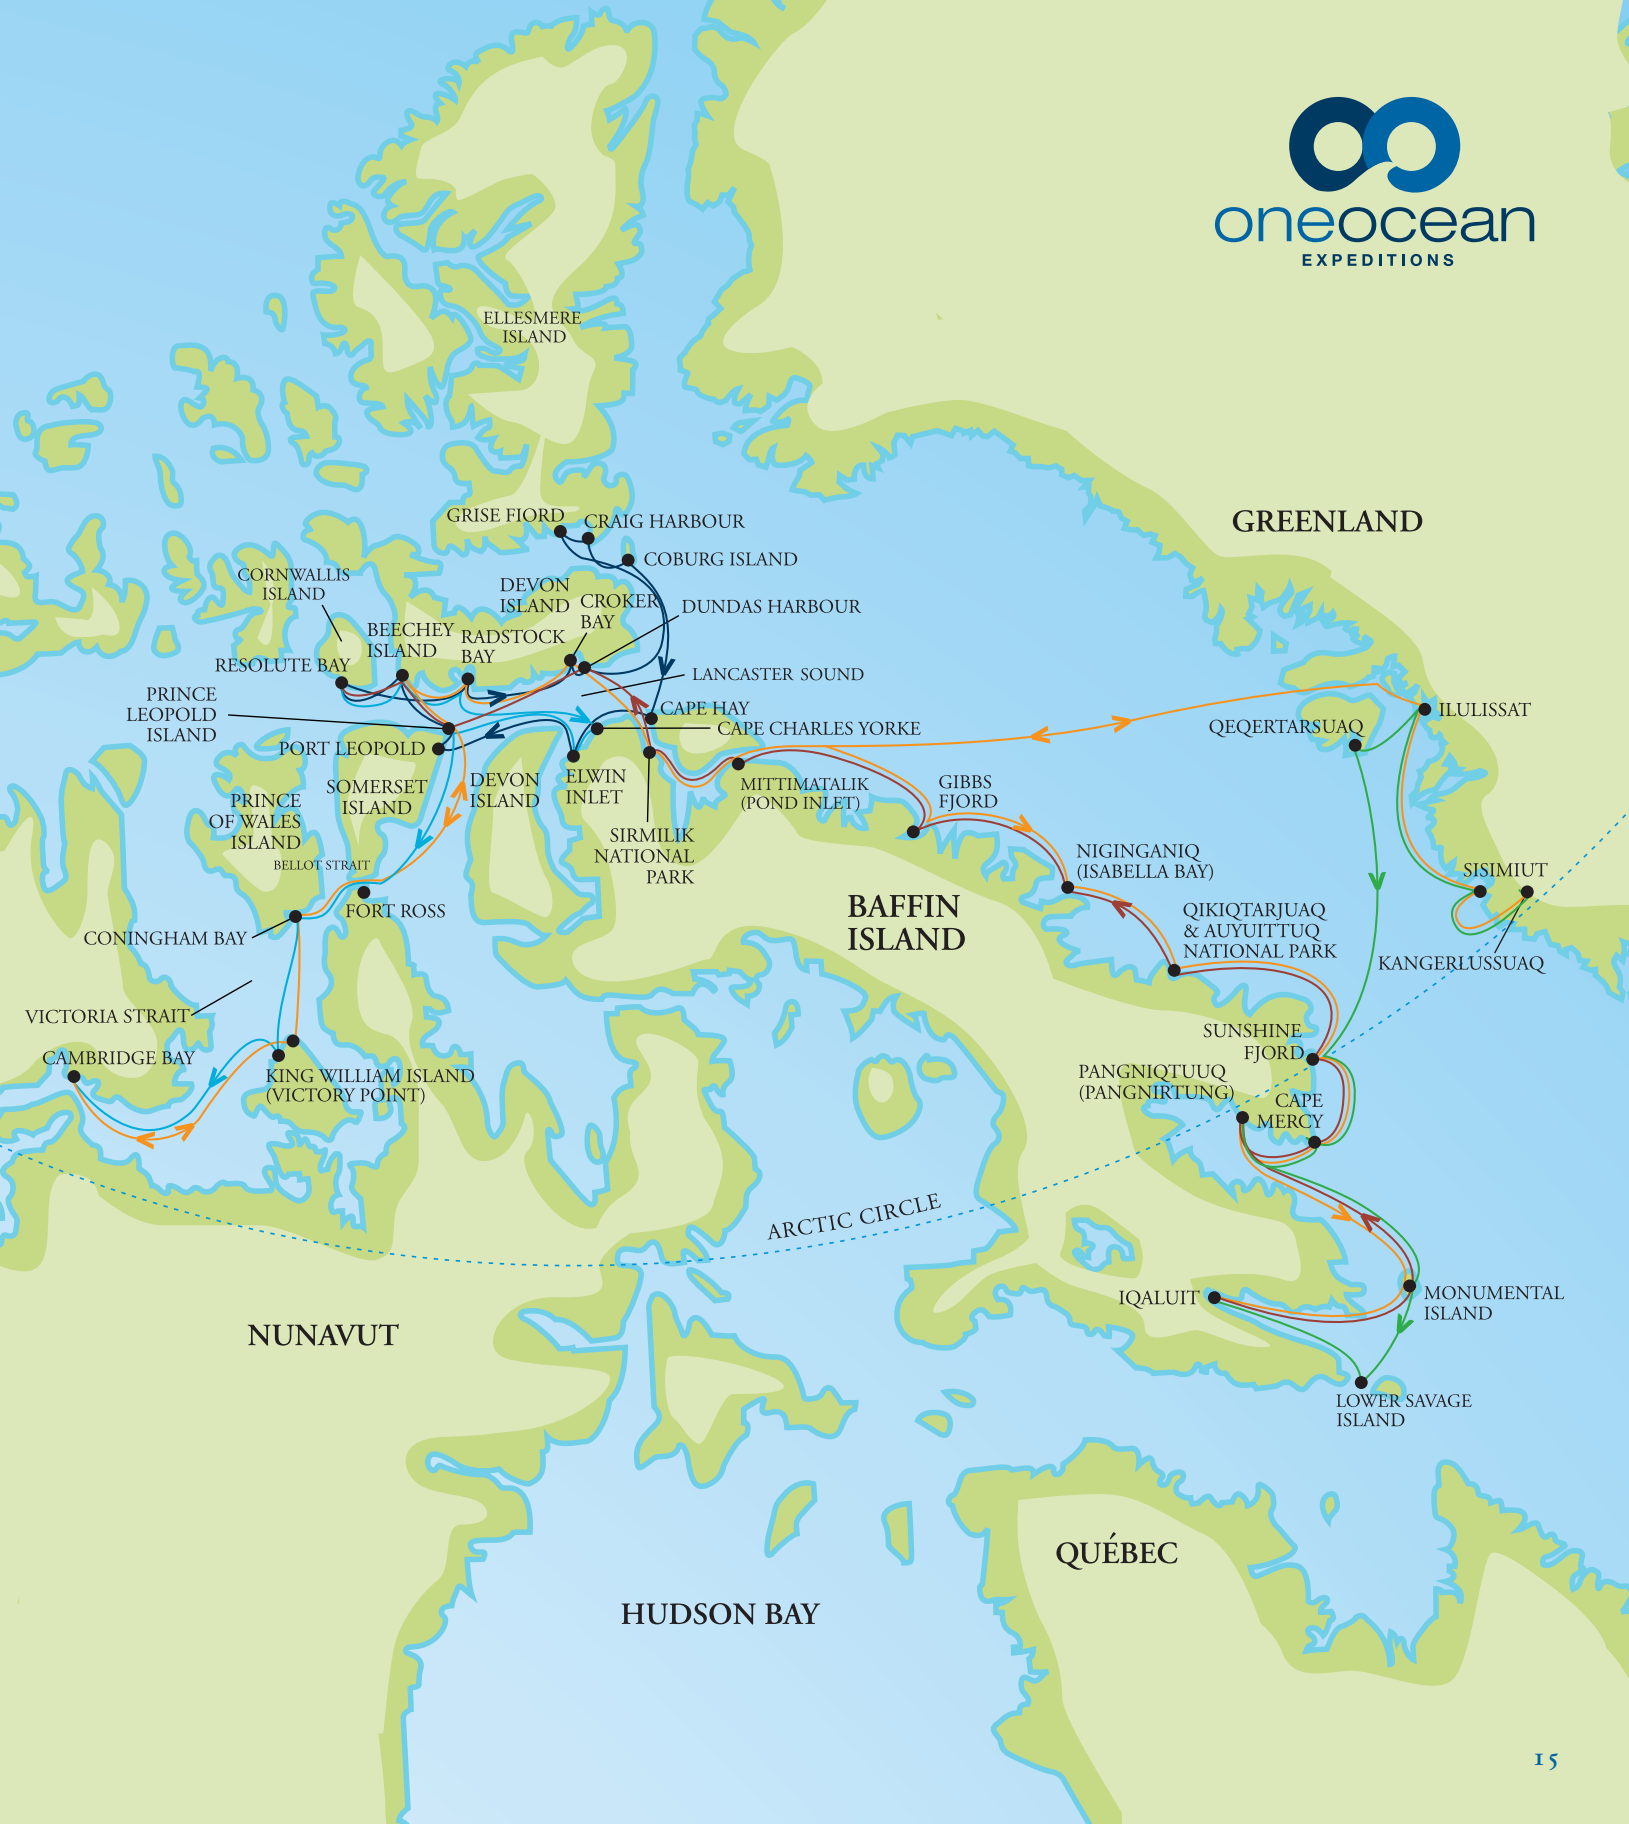 oneocean
EXPEDITIONS
ELLESMERE
ISLAND
GREENLAND
GRISE FIORD
CRAIG HARBOUR
COBURG ISLAND
CORNWALLIS
ISLAND
DEVON
ISLAND
CROKER
BAY
DUNDAS HARBOUR
BEECHEY
ISLAND
RADSTOCK
BAY
RESOLUTE BAY
LANCASTER SOUND
PRINCE
LEOPOLD
ISLAND
CAPE HAY
CAPE CHARLES YORKE
PORT LEOPOLD
ILULISSAT
QEQERTARSUAQ
SOMERSET
ISLAND
DEVON
ISLAND
ELWIN
INLET
MITTIMATALIK
(POND INLET)
GIBBS
FJORD
PRINCE
OF WALES
ISLAND
SIRMILIK
NATIONAL
PARK
BELLOT STRAIT
NIGINGANIQ
(ISABELLA BAY)
SISIMIUT
FORT ROSS
BAFFIN
ISLAND
QIKIQTARJUAQ
& AUYUITTUQ
NATIONAL PARK
CONINGHAM BAY
KANGERLUSSUAQ
VICTORIA STRAIT
SUNSHINE
FJORD
CAMBRIDGE BAY
KING WILLIAM ISLAND
(VICTORY POINT)
PANGNIQTUUQ
(PANGNIRTUNG)
CAPE
MERCY
ARCTIC CIRCLE
IQALUIT
MONUMENTAL
ISLAND
NUNAVUT
LOWER SAVAGE
ISLAND
QUÉBEC
HUDSON BAY
15